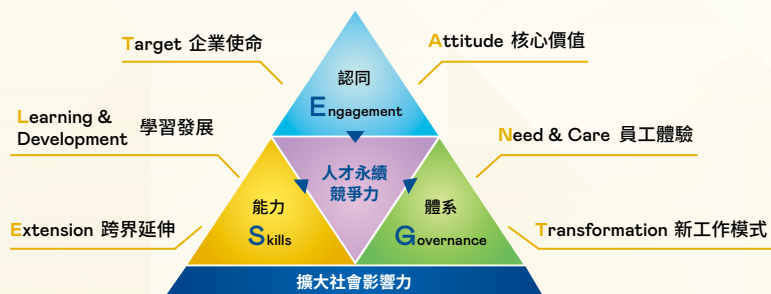 Target 企業使命
Attitude 核心價值
認同
Engagement
Learning &
Development 學習發展
Need & Care 員工體驗
人才永續
競爭力
能力
Skills
體系
Governance
Extension 跨界延伸
Transformation 新工作模式
擴大社會影響力